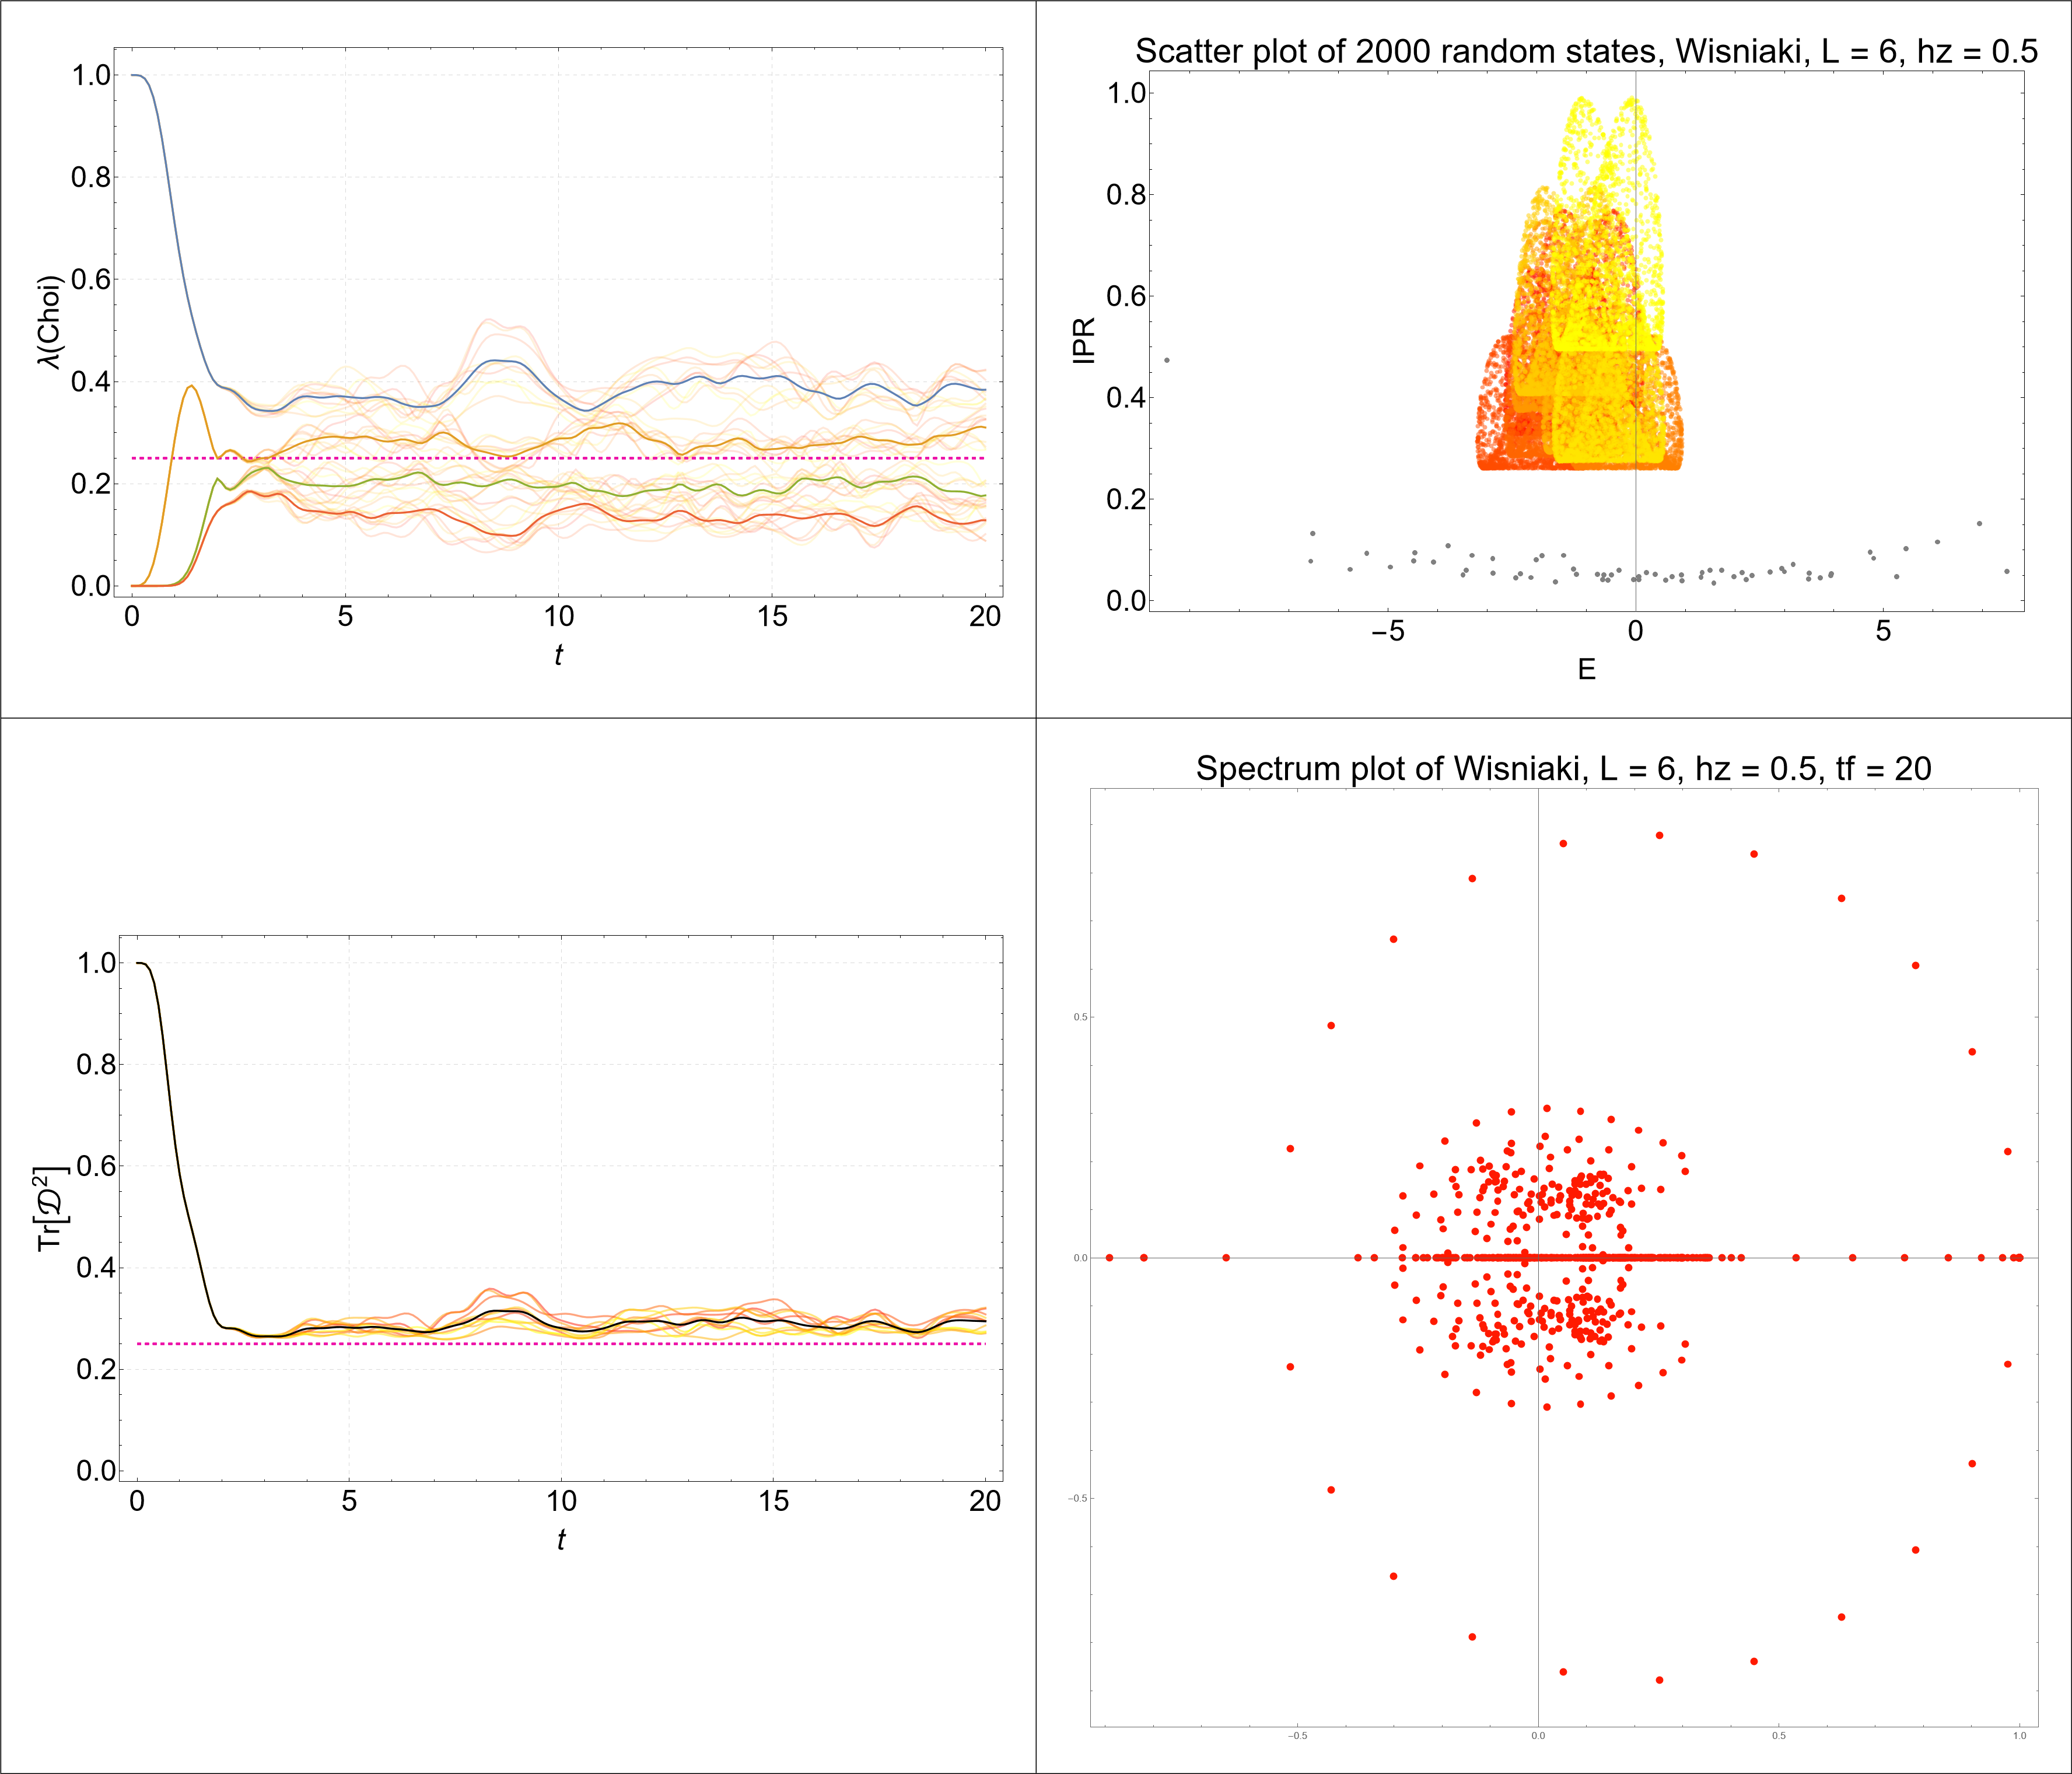 λ(Choi)
1.0
0.8
0.6
0.4
0.2
0.0
0 5 10 15 20
t
Scatter plot of 2000 random states, Wisniaki, L = 6, hz = 0.5
IPR
1.0
0.8
0.6
0.4
0.2
0.0
−5 0 5
E
Tr[𝒟²]
1.0
0.8
0.6
0.4
0.2
0.0
0 5 10 15 20
t
Spectrum plot of Wisniaki, L = 6, hz = 0.5, tf = 20
0.5
0.0
−0.5
−0.5 0.0 0.5 1.0